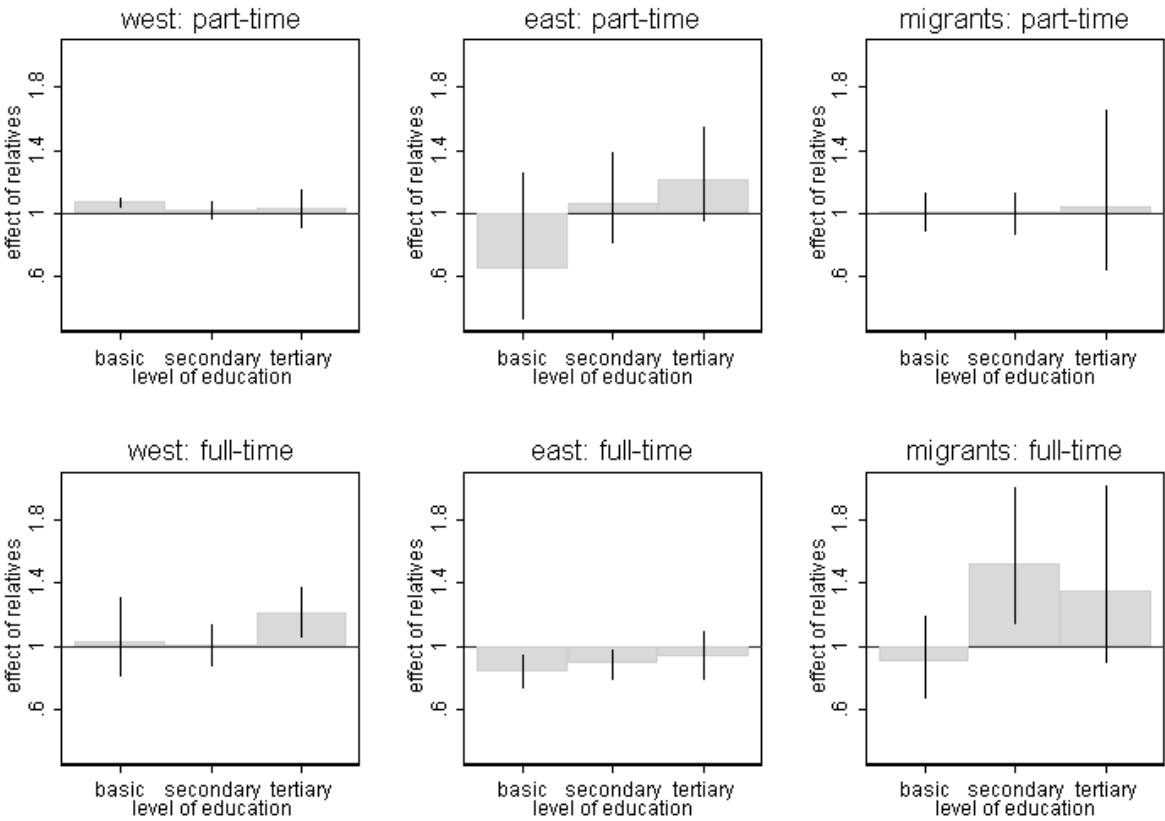 west: part-time
effect of relatives
1.8
1.4
1
.6
basic secondary tertiary
level of education
east: part-time
effect of relatives
1.8
1.4
1
.6
basic secondary tertiary
level of education
migrants: part-time
effect of relatives
1.8
1.4
1
.6
basic secondary tertiary
level of education
west: full-time
effect of relatives
1.8
1.4
1
.6
basic secondary tertiary
level of education
east: full-time
effect of relatives
1.8
1.4
1
.6
basic secondary tertiary
level of education
migrants: full-time
effect of relatives
1.8
1.4
1
.6
basic secondary tertiary
level of education